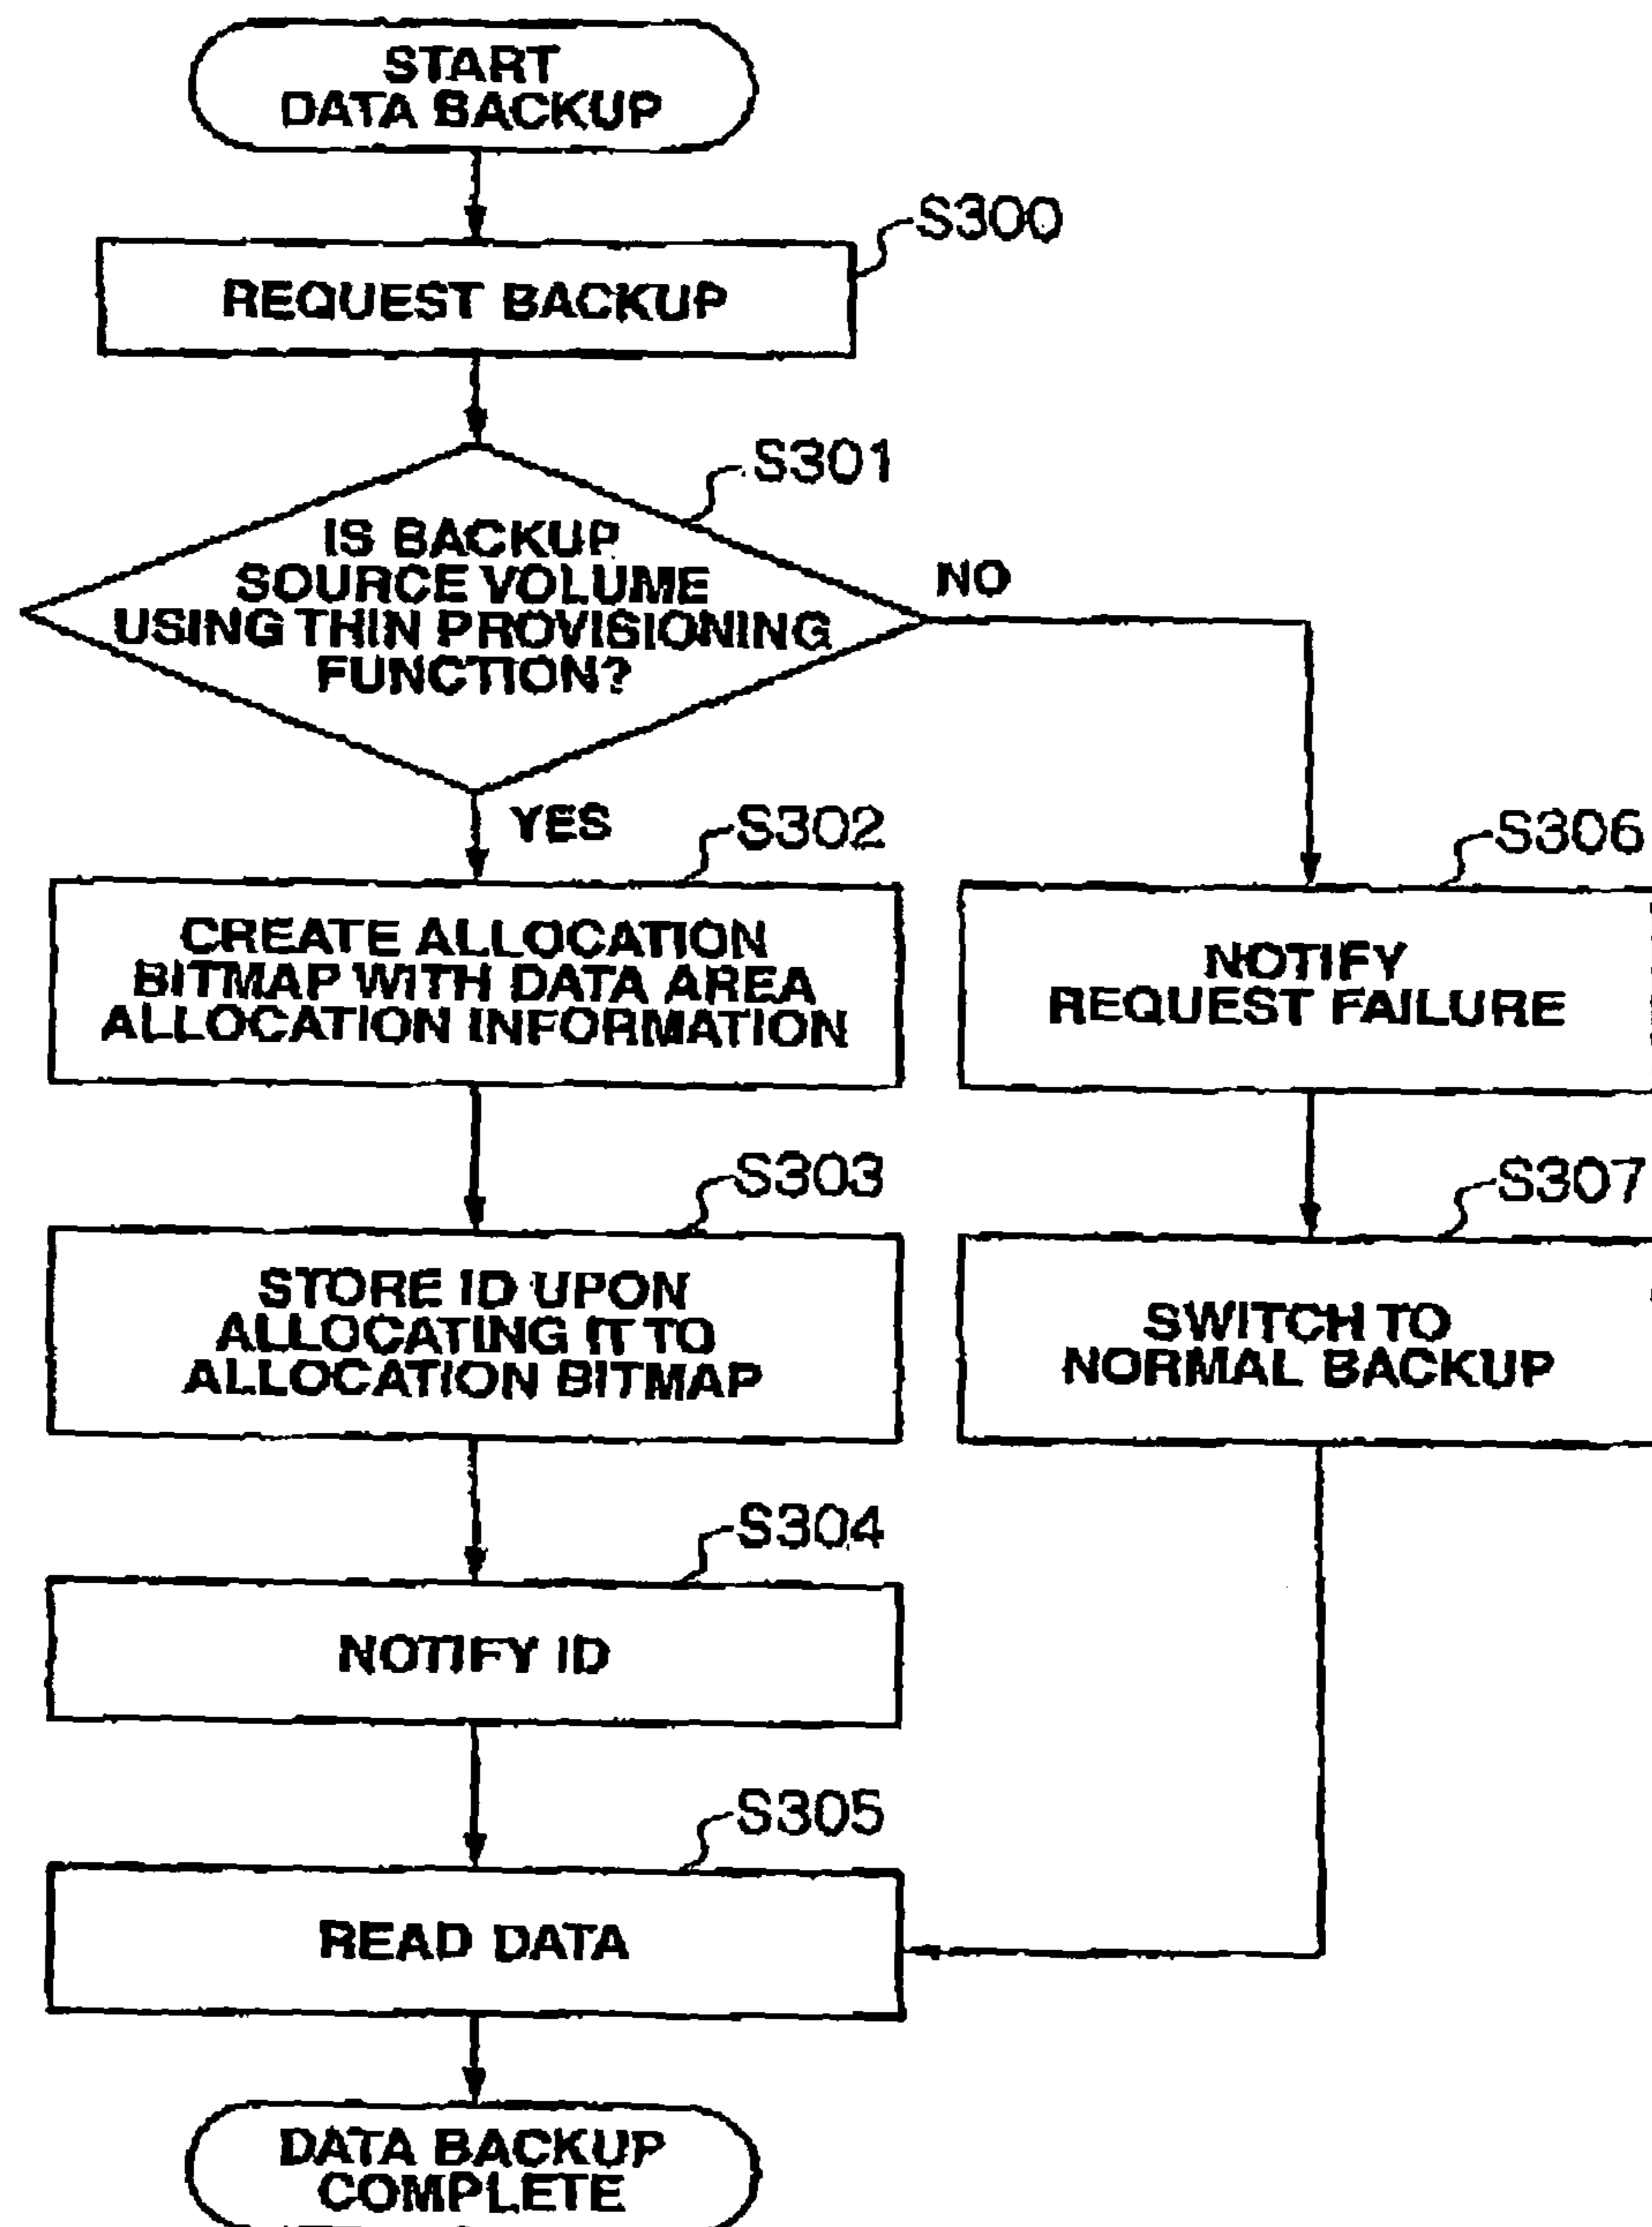 START
DATA BACKUP
S300
REQUEST BACKUP
S301
IS BACKUP
SOURCE VOLUME
USING THIN PROVISIONING
FUNCTION?
NO
YES
S302
CREATE ALLOCATION
BITMAP WITH DATA AREA
ALLOCATION INFORMATION
S306
NOTIFY
REQUEST FAILURE
S303
STORE ID UPON
ALLOCATING IT TO
ALLOCATION BITMAP
S307
SWITCH TO
NORMAL BACKUP
S304
NOTIFY ID
S305
READ DATA
DATA BACKUP
COMPLETE